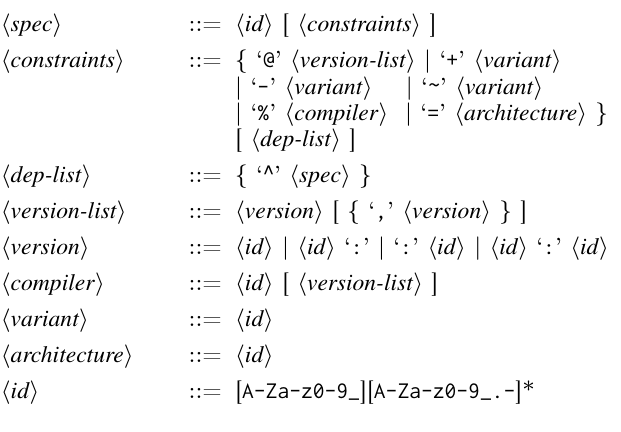 ⟨spec⟩ ::= ⟨id⟩ [ ⟨constraints⟩ ]
⟨constraints⟩ ::= { ‘@’ ⟨version-list⟩ | ‘+’ ⟨variant⟩
| ‘-’ ⟨variant⟩ | ‘~’ ⟨variant⟩
| ‘%’ ⟨compiler⟩ | ‘=’ ⟨architecture⟩ }
[ ⟨dep-list⟩ ]
⟨dep-list⟩ ::= { ‘^’ ⟨spec⟩ }
⟨version-list⟩ ::= ⟨version⟩ [ { ‘,’ ⟨version⟩ } ]
⟨version⟩ ::= ⟨id⟩ | ⟨id⟩ ‘:’ | ‘:’ ⟨id⟩ | ⟨id⟩ ‘:’ ⟨id⟩
⟨compiler⟩ ::= ⟨id⟩ [ ⟨version-list⟩ ]
⟨variant⟩ ::= ⟨id⟩
⟨architecture⟩ ::= ⟨id⟩
⟨id⟩ ::= [A-Za-z0-9_][A-Za-z0-9_.-]*